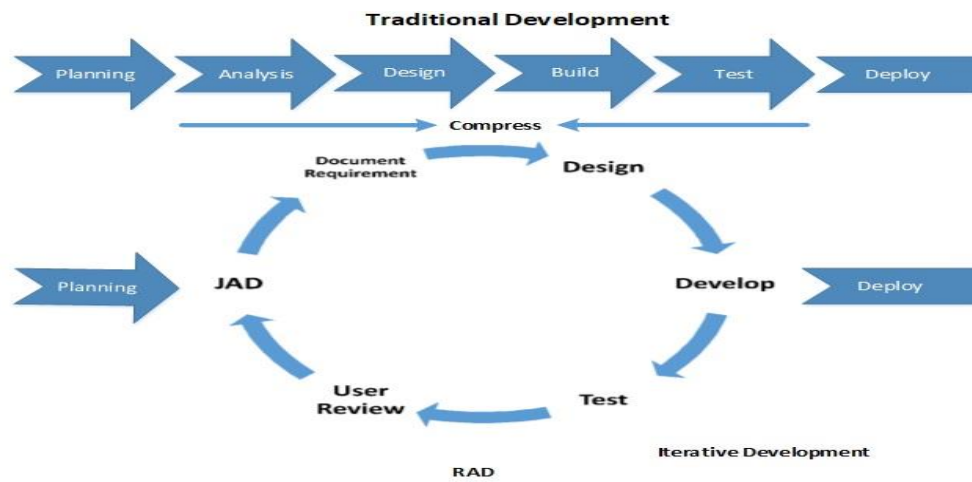 Traditional Development
Planning
Analysis
Design
Build
Test
Deploy
Compress
Document
Requirement
Design
Planning
JAD
Develop
Deploy
User
Review
Test
Iterative Development
RAD